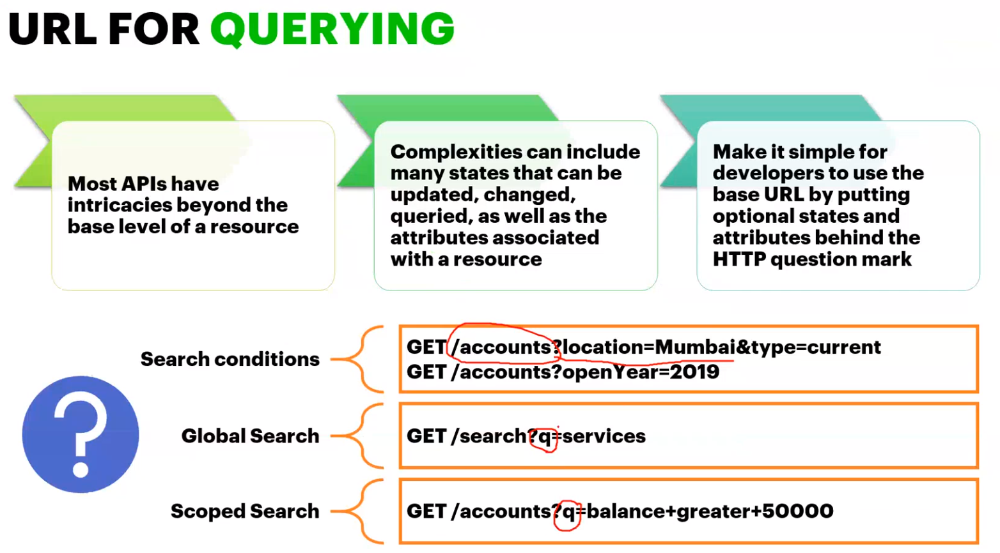 URL FOR QUERYING
Most APIs have
intricacies beyond the
base level of a resource
Complexities can include
many states that can be
updated, changed,
queried, as well as the
attributes associated
with a resource
Make it simple for
developers to use the
base URL by putting
optional states and
attributes behind the
HTTP question mark
Search conditions
GET /accounts?location=Mumbai&type=current
GET /accounts?openYear=2019
?
Global Search
GET /search?q=services
Scoped Search
GET /accounts?q=balance+greater+50000